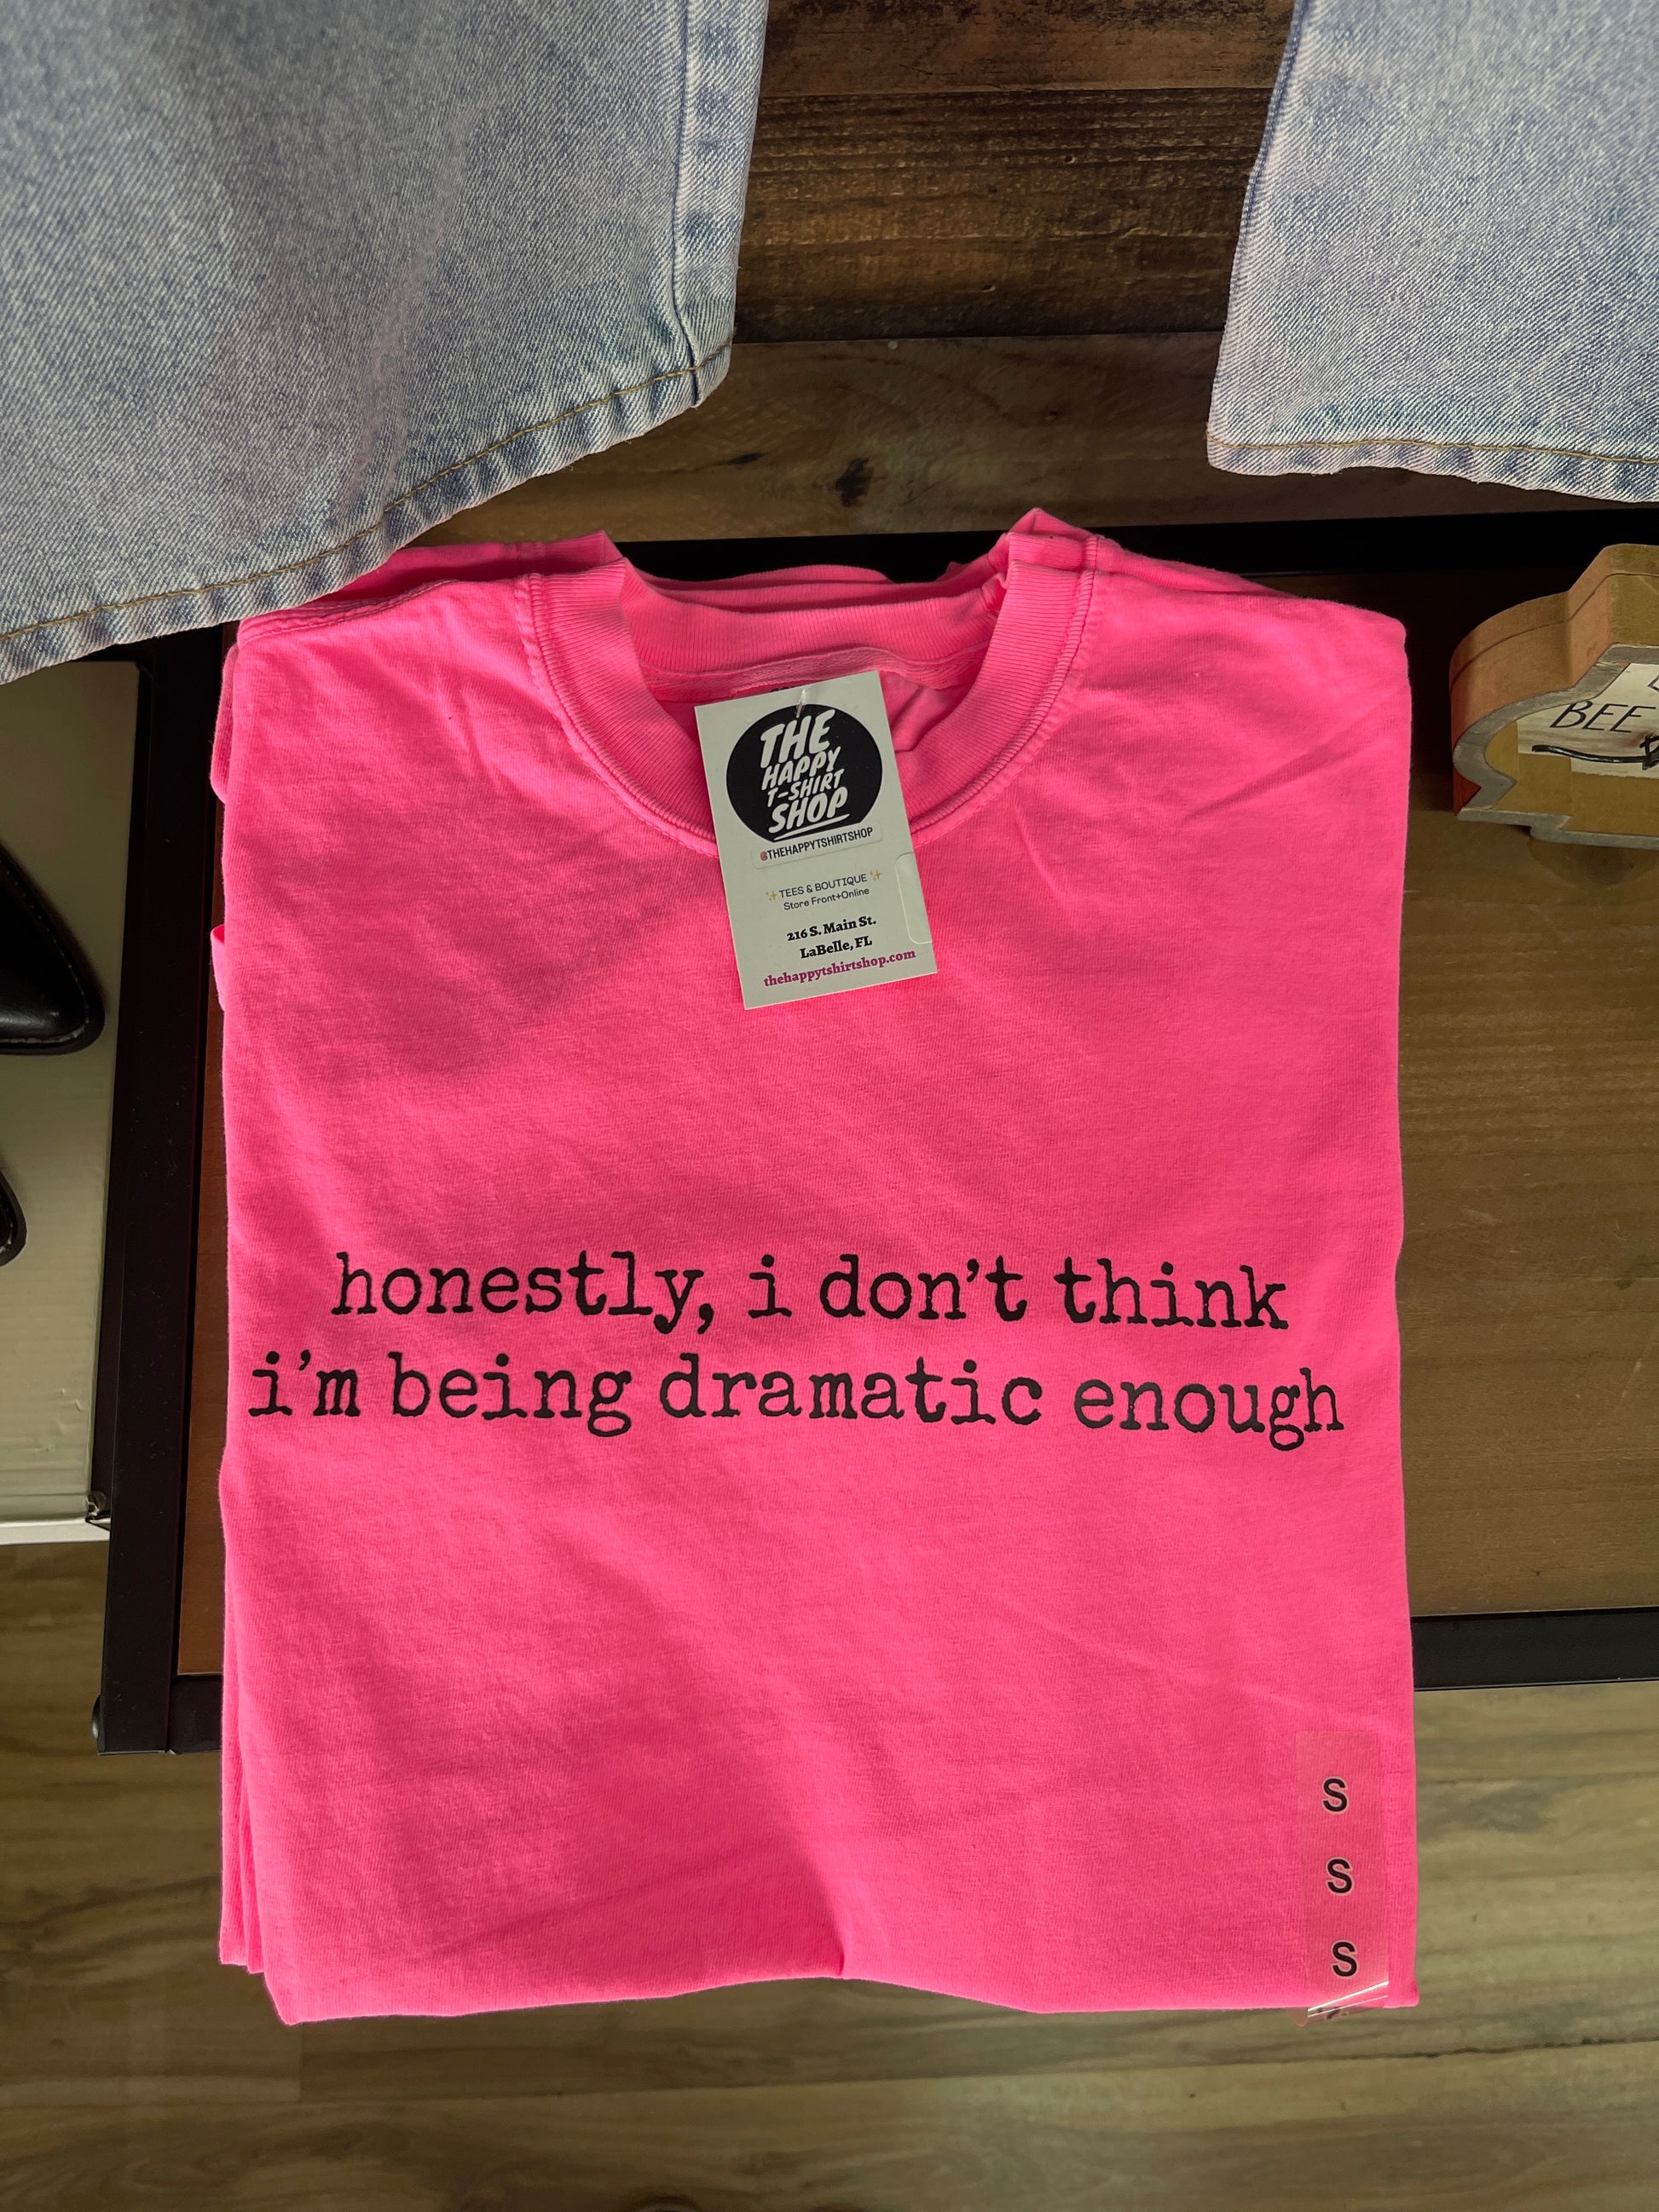 THE
HAPPY
T-SHIRT
SHOP
@THEHAPPYTSHIRTSHOP
✨TEES & BOUTIQUE✨
Store Front+Online
216 S. Main St.
LaBelle, FL
thehappytshirtshop.com
BEE
honestly, i don't think
i'm being dramatic enough
S
S
S